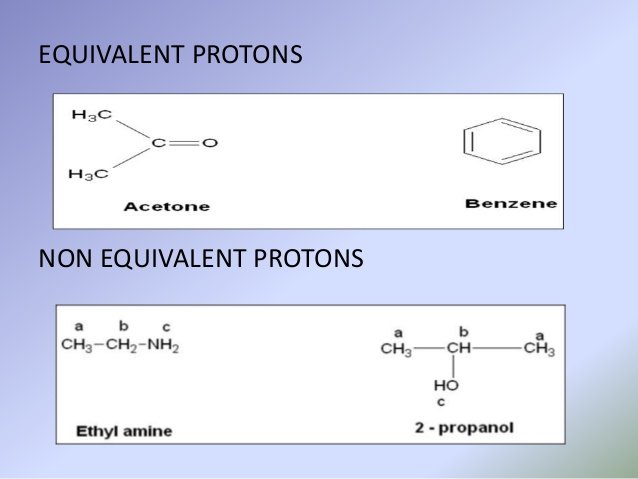 EQUIVALENT PROTONS
H₃C
C=O
H₃C
Acetone
Benzene
NON EQUIVALENT PROTONS
a b c
CH₃-CH₂-NH₂
Ethyl amine
a b a
CH₃-CH-CH₃
HO
c
2 - propanol